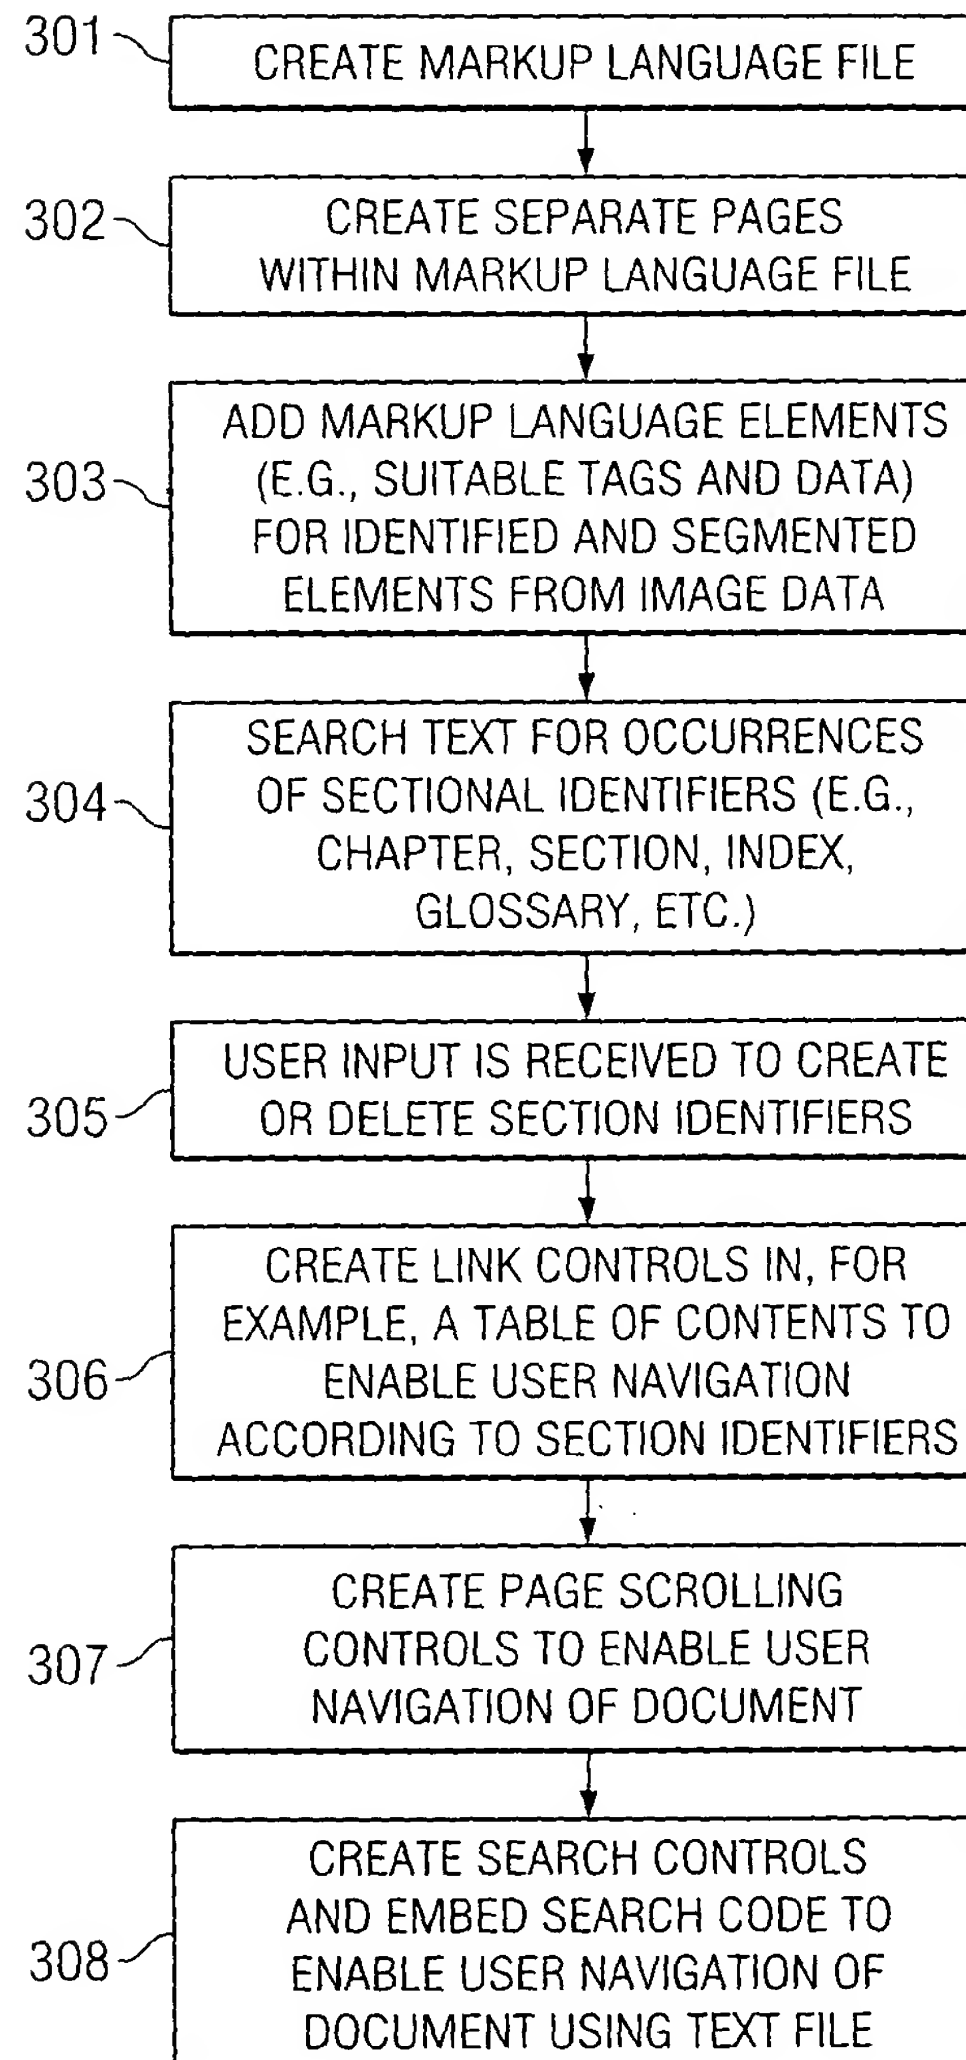 301
CREATE MARKUP LANGUAGE FILE
302
CREATE SEPARATE PAGES
WITHIN MARKUP LANGUAGE FILE
303
ADD MARKUP LANGUAGE ELEMENTS
(E.G., SUITABLE TAGS AND DATA)
FOR IDENTIFIED AND SEGMENTED
ELEMENTS FROM IMAGE DATA
304
SEARCH TEXT FOR OCCURRENCES
OF SECTIONAL IDENTIFIERS (E.G.,
CHAPTER, SECTION, INDEX,
GLOSSARY, ETC.)
305
USER INPUT IS RECEIVED TO CREATE
OR DELETE SECTION IDENTIFIERS
306
CREATE LINK CONTROLS IN, FOR
EXAMPLE, A TABLE OF CONTENTS TO
ENABLE USER NAVIGATION
ACCORDING TO SECTION IDENTIFIERS
307
CREATE PAGE SCROLLING
CONTROLS TO ENABLE USER
NAVIGATION OF DOCUMENT
308
CREATE SEARCH CONTROLS
AND EMBED SEARCH CODE TO
ENABLE USER NAVIGATION OF
DOCUMENT USING TEXT FILE